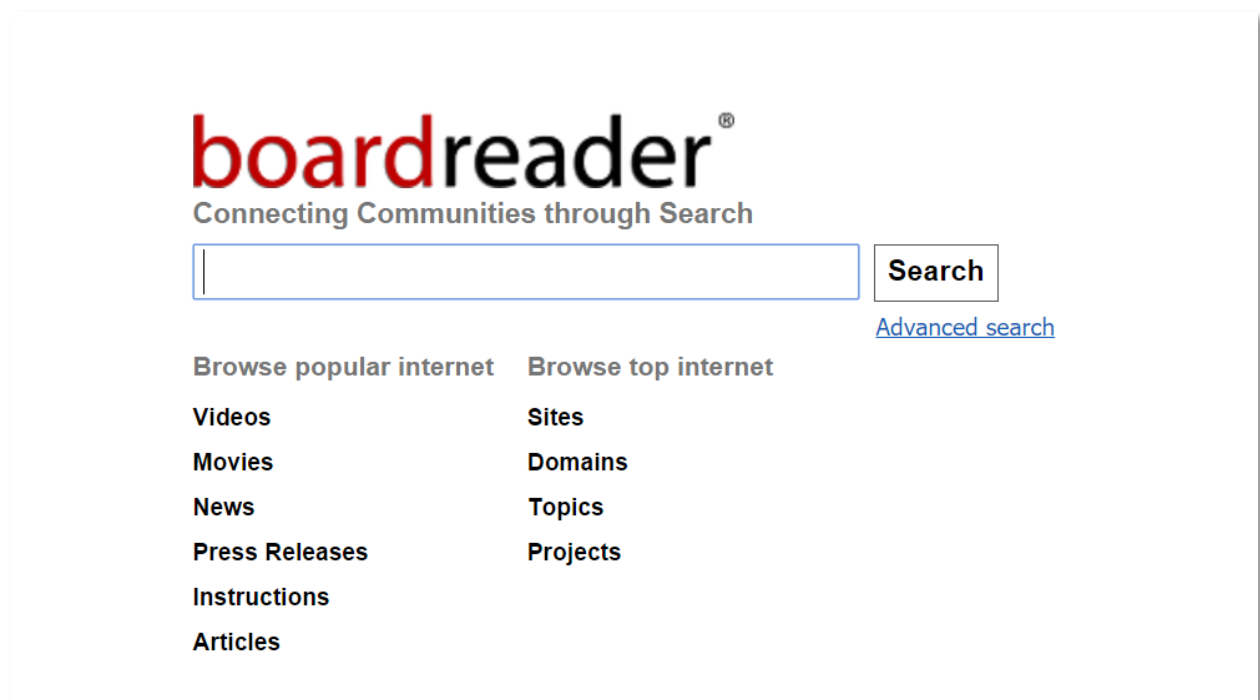 boardreader®
Connecting Communities through Search
Search
Advanced search
Browse popular internet
Videos
Movies
News
Press Releases
Instructions
Articles
Browse top internet
Sites
Domains
Topics
Projects